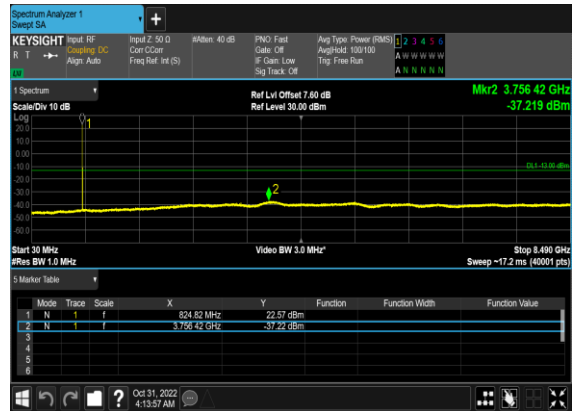 Spectrum Analyzer 1
Swept SA
KEYSIGHT Input: RF Input Z: 50 Ω #Atten: 40 dB PNO: Fast Avg Type: Power (RMS) 1 2 3 4 5 6
R T Coupling: DC Corr CCorr Gate: Off Avg|Hold: 100/100 A W W W W W
Align: Auto Freq Ref: Int (S) IF Gain: Low Trig: Free Run
Sig Track: Off A N N N N N
1 Spectrum Ref Lvl Offset 7.60 dB Mkr2 3.756 42 GHz
Scale/Div 10 dB Ref Level 30.00 dBm -37.219 dBm
Log
1
20.0
10.0
0.00
-10.0 DL1 -13.00 dBm
-20.0
-30.0 2
-40.0
-50.0
-60.0
Start 30 MHz Video BW 3.0 MHz* Stop 8.490 GHz
#Res BW 1.0 MHz Sweep ~17.2 ms (40001 pts)
5 Marker Table
Mode Trace Scale X Y Function Function Width Function Value
1 N 1 f 824.82 MHz 22.57 dBm
2 N 1 f 3.756 42 GHz -37.22 dBm
3
4
5
6
? Oct 31, 2022
4:13:57 AM